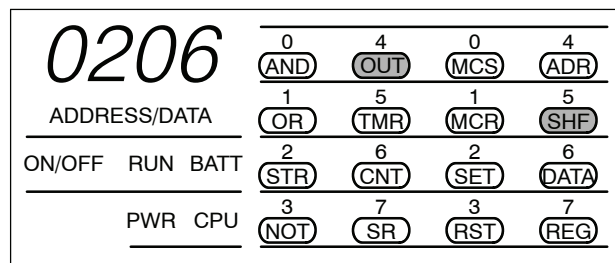 0206
ADDRESS/DATA
ON/OFF RUN BATT
PWR CPU
0 4 0 4
AND OUT MCS ADR
1 5 1 5
OR TMR MCR SHF
2 6 2 6
STR CNT SET DATA
3 7 3 7
NOT SR RST REG